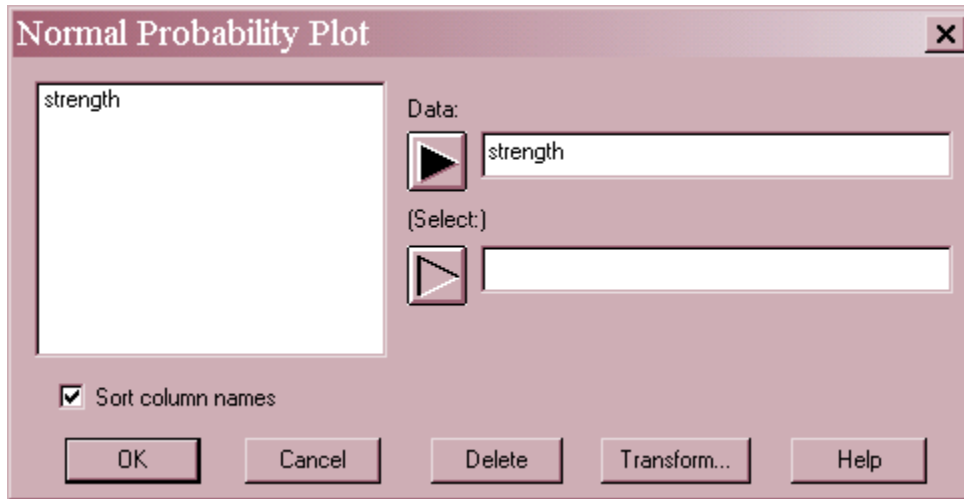 Normal Probability Plot
strength
Data:
strength
(Select:)
Sort column names
OK
Cancel
Delete
Transform...
Help